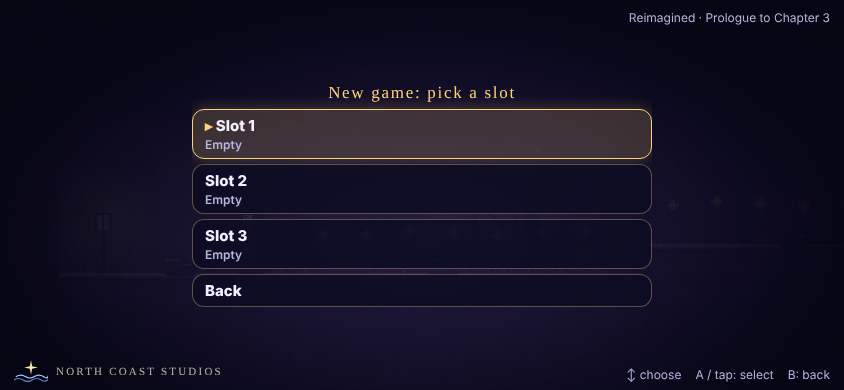 Reimagined · Prologue to Chapter 3
New game: pick a slot
▸ Slot 1
Empty
Slot 2
Empty
Slot 3
Empty
Back
NORTH COAST STUDIOS
↕ choose A / tap: select B: back